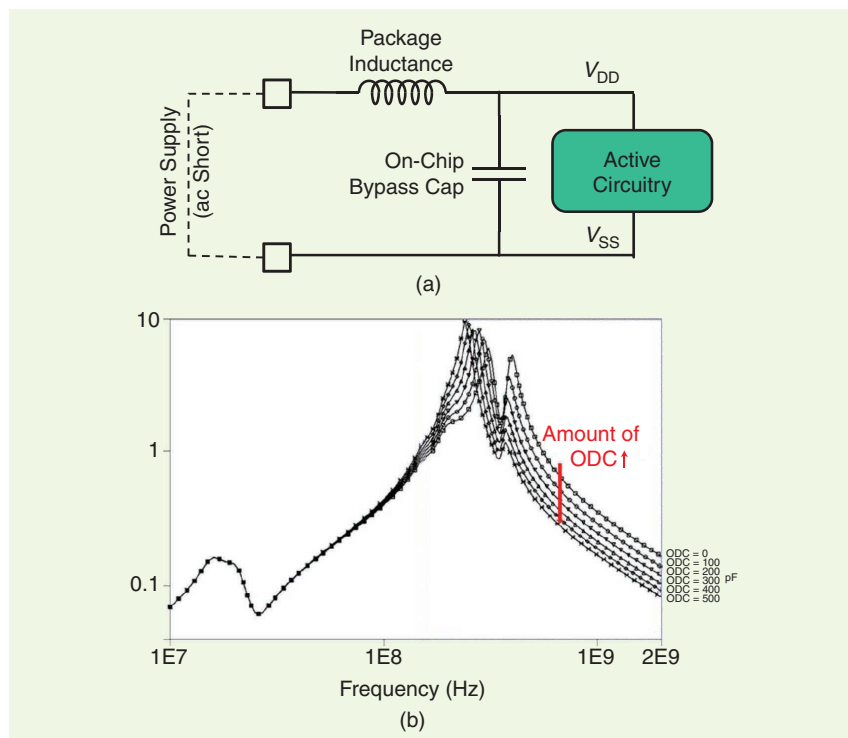 Package
Inductance
V_DD
Power Supply
(ac Short)
On-Chip
Bypass Cap
Active
Circuitry
V_SS
(a)
10
1
0.1
Amount of
ODC ↑
ODC = 0
ODC = 100
ODC = 200
ODC = 300 pF
ODC = 400
ODC = 500
1E7 1E8 1E9 2E9
Frequency (Hz)
(b)